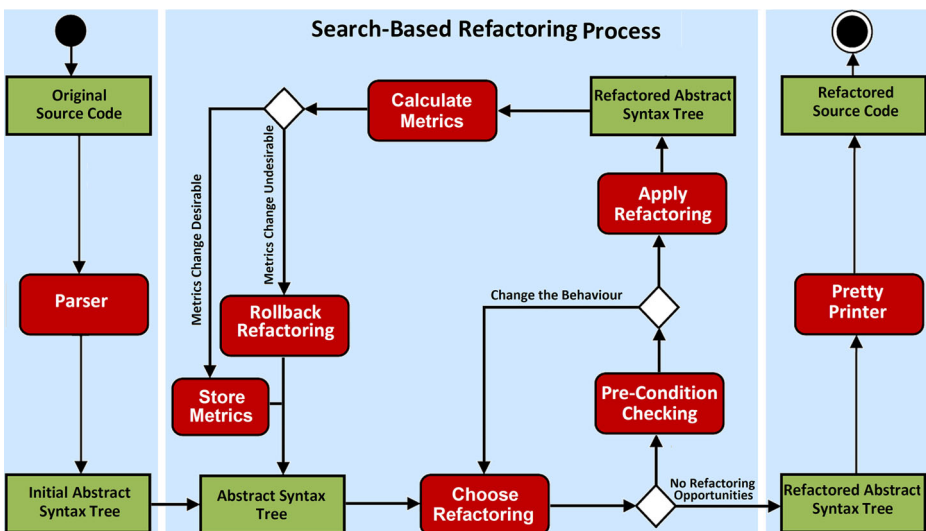 Search-Based Refactoring Process
Original
Source Code
Calculate
Metrics
Refactored Abstract
Syntax Tree
Refactored
Source Code
Metrics Change Desirable
Metrics Change Undesirable
Apply
Refactoring
Parser
Rollback
Refactoring
Change the Behaviour
Pretty
Printer
Store
Metrics
Pre-Condition
Checking
Initial Abstract
Syntax Tree
Abstract Syntax
Tree
Choose
Refactoring
No Refactoring
Opportunities
Refactored Abstract
Syntax Tree